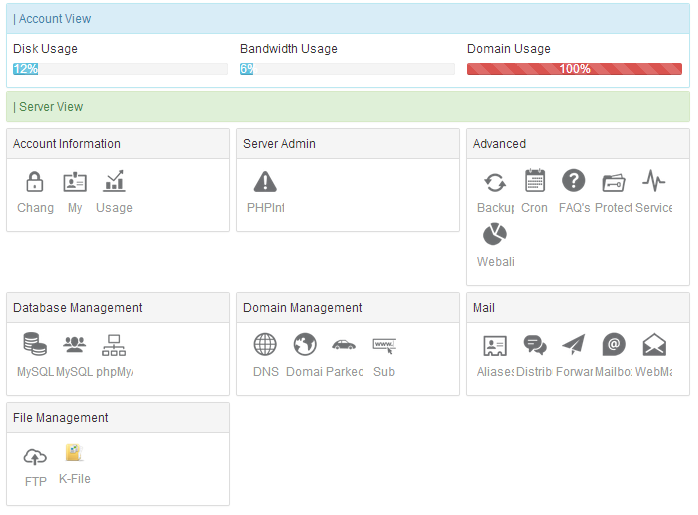 | Account View
Disk Usage
Bandwidth Usage
Domain Usage
12%
6%
100%
| Server View
Account Information
Chang
My
Usage
Server Admin
PHPInf
Advanced
Backup
Cron
FAQ's
Protect
Service
Webali
Database Management
MySQL
MySQL
phpMyA
Domain Management
DNS
Domai
Parked
Sub
www.
Mail
Aliases
Distrib
Forwar
Mailbo
WebMa
File Management
FTP
K-File